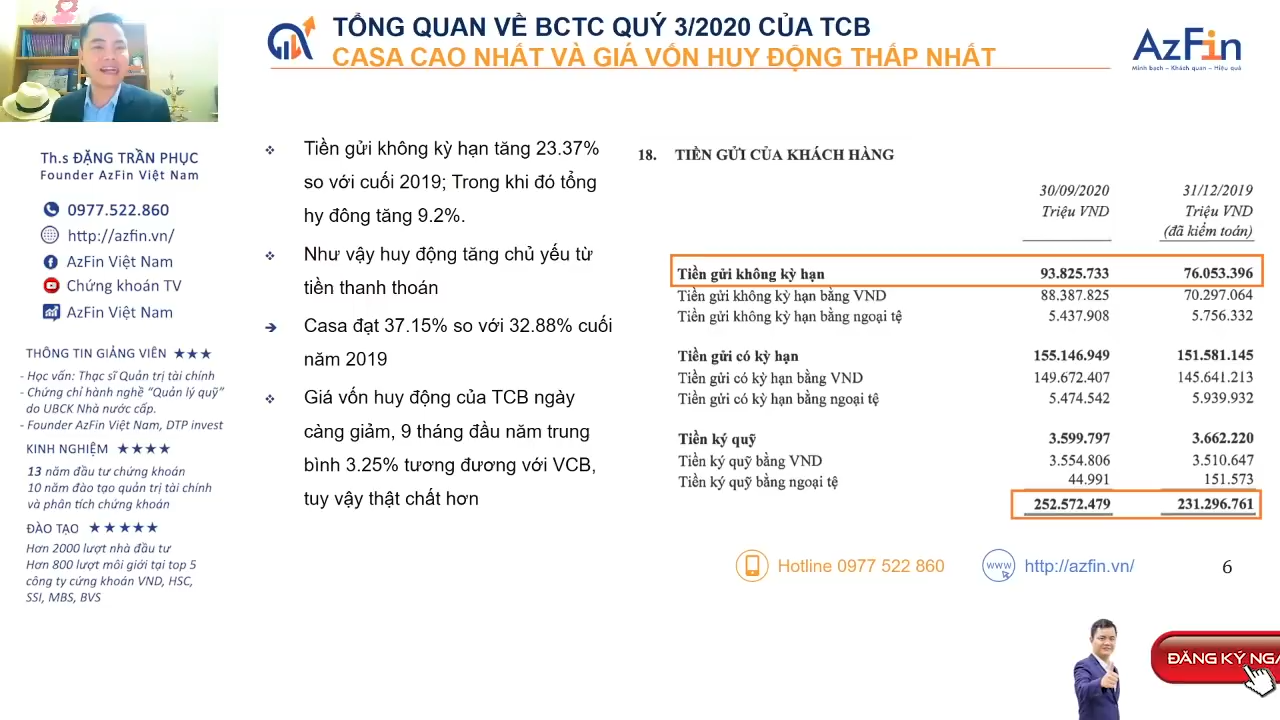 TỔNG QUAN VỀ BCTC QUÝ 3/2020 CỦA TCB
CASA CAO NHẤT VÀ GIÁ VỐN HUY ĐỘNG THẤP NHẤT
AzFin
Minh bạch – Khách quan – Hiệu quả
Th.s ĐẶNG TRẦN PHỤC
Founder AzFin Việt Nam
0977.522.860
http://azfin.vn/
AzFin Việt Nam
Chứng khoán TV
AzFin Việt Nam
THÔNG TIN GIẢNG VIÊN ★★★
- Học vấn: Thạc sĩ Quản trị tài chính
- Chứng chỉ hành nghề "Quản lý quỹ"
do UBCK Nhà nước cấp.
- Founder AzFin Việt Nam, DTP invest
KINH NGHIỆM ★★★★
13 năm đầu tư chứng khoán
10 năm đào tạo quản trị tài chính
và phân tích chứng khoán
ĐÀO TẠO ★★★★★
Hơn 2000 lượt nhà đầu tư
Hơn 800 lượt môi giới tại top 5
công ty cứng khoán VND, HSC,
SSI, MBS, BVS
❖ Tiền gửi không kỳ hạn tăng 23.37%
so với cuối 2019; Trong khi đó tổng
hy đông tăng 9.2%.
❖ Như vậy huy động tăng chủ yếu từ
tiền thanh thoán
➔ Casa đạt 37.15% so với 32.88% cuối
năm 2019
❖ Giá vốn huy động của TCB ngày
càng giảm, 9 tháng đầu năm trung
bình 3.25% tương đương với VCB,
tuy vậy thật chất hơn
18. TIỀN GỬI CỦA KHÁCH HÀNG
30/09/2020 31/12/2019
Triệu VND Triệu VND
(đã kiểm toán)
Tiền gửi không kỳ hạn 93.825.733 76.053.396
Tiền gửi không kỳ hạn bằng VND 88.387.825 70.297.064
Tiền gửi không kỳ hạn bằng ngoại tệ 5.437.908 5.756.332
Tiền gửi có kỳ hạn 155.146.949 151.581.145
Tiền gửi có kỳ hạn bằng VND 149.672.407 145.641.213
Tiền gửi có kỳ hạn bằng ngoại tệ 5.474.542 5.939.932
Tiền ký quỹ 3.599.797 3.662.220
Tiền ký quỹ bằng VND 3.554.806 3.510.647
Tiền ký quỹ bằng ngoại tệ 44.991 151.573
252.572.479 231.296.761
Hotline 0977 522 860
www
http://azfin.vn/
6
ĐĂNG KÝ NGA